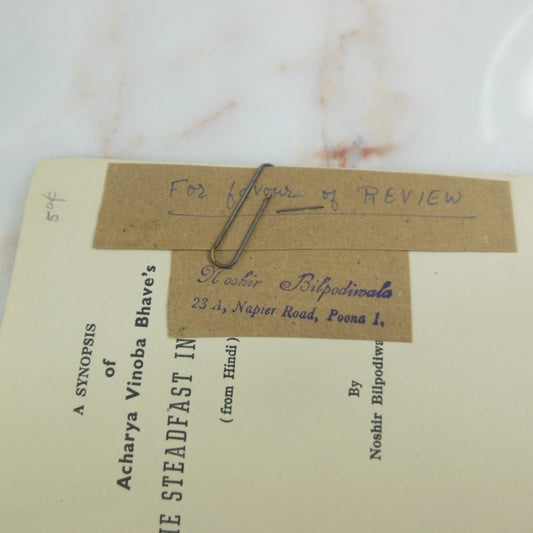 50¢
For favour of REVIEW
Noshir Bilpodiwala
23 A, Napier Road, Poona 1,
A SYNOPSIS
of
Acharya Vinoba Bhave's
STEADFAST IN
(from Hindi)
By
Noshir Bilpodiwa